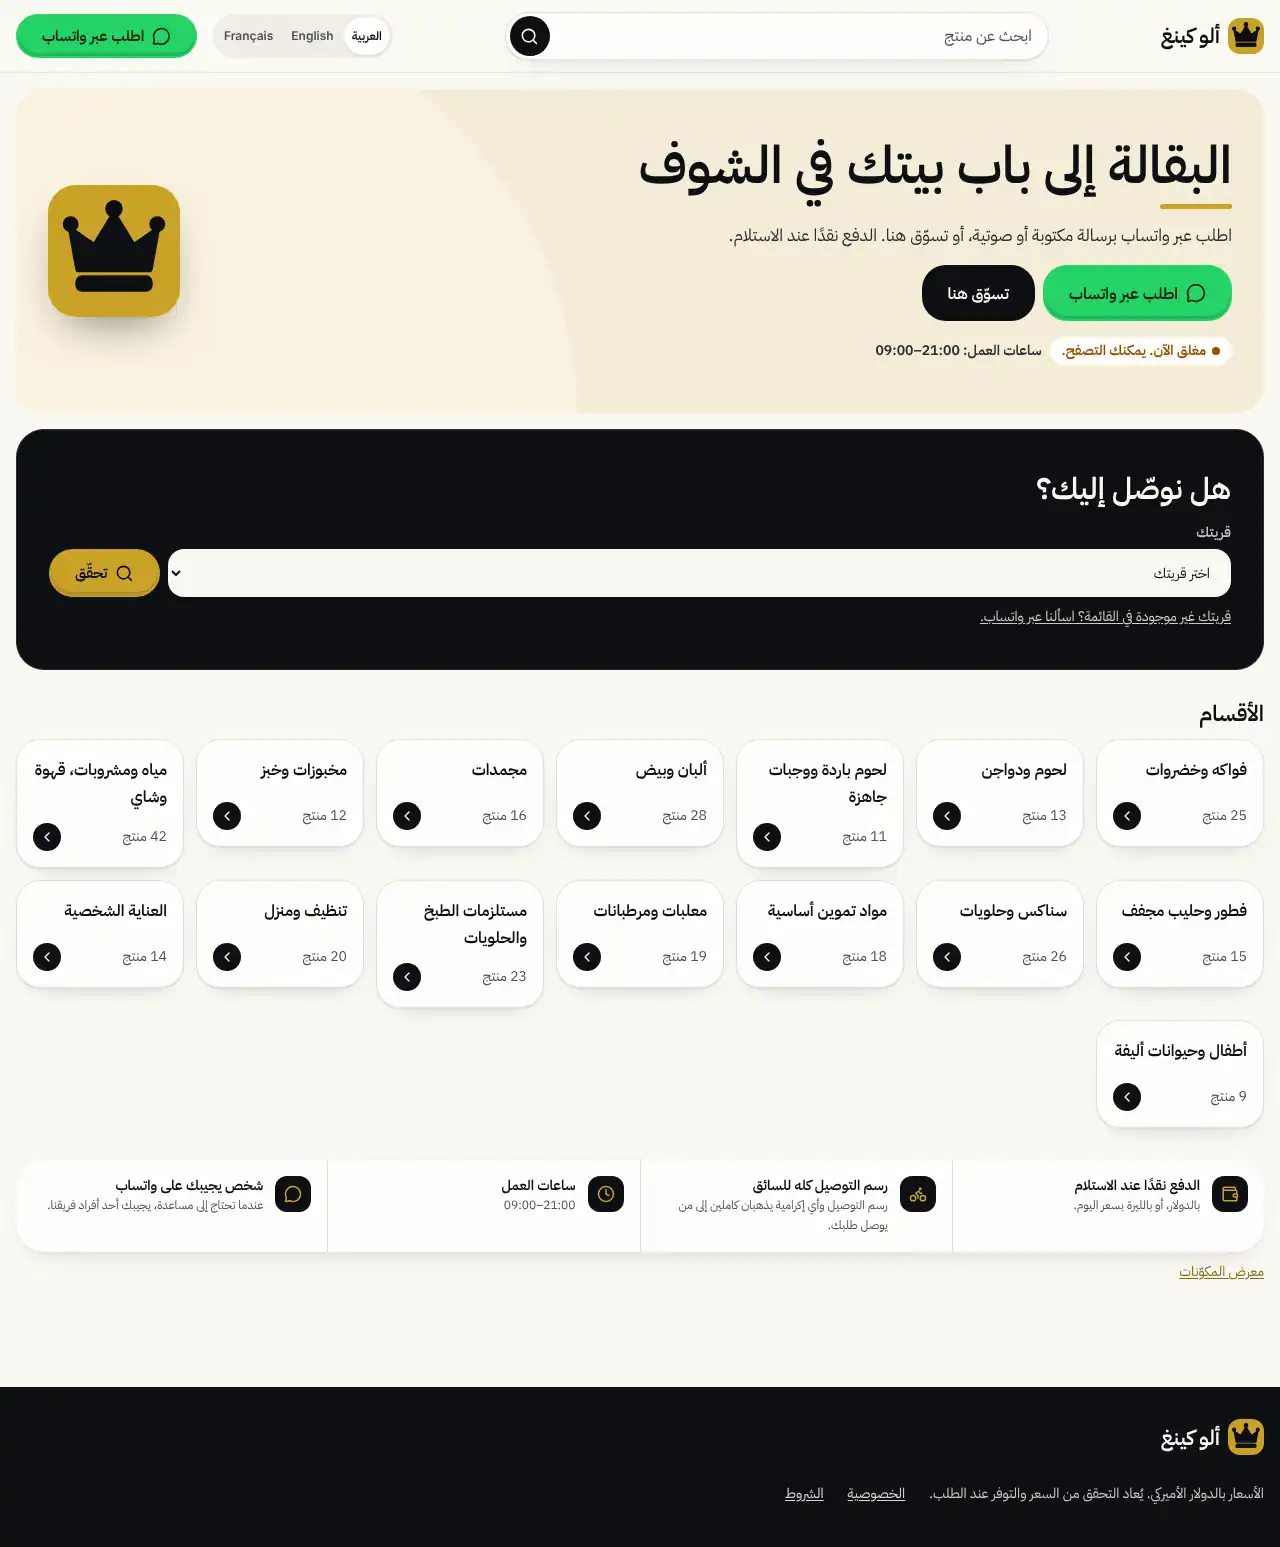 ألو كينغ
ابحث عن منتج
العربية
English
Français
اطلب عبر واتساب
البقالة إلى باب بيتك في الشوف
اطلب عبر واتساب برسالة مكتوبة أو صوتية، أو تسوّق هنا. الدفع نقدًا عند الاستلام.
اطلب عبر واتساب
تسوّق هنا
مغلق الآن. يمكنك التصفح.
ساعات العمل: 09:00–21:00
هل نوصّل إليك؟
قريتك
اختر قريتك
تحقّق
قريتك غير موجودة في القائمة؟ اسألنا عبر واتساب.
الأقسام
فواكه وخضروات
25 منتج
لحوم ودواجن
13 منتج
لحوم باردة ووجبات
جاهزة
11 منتج
ألبان وبيض
28 منتج
مجمدات
16 منتج
مخبوزات وخبز
12 منتج
مياه ومشروبات، قهوة
وشاي
42 منتج
فطور وحليب مجفف
15 منتج
سناكس وحلويات
26 منتج
مواد تموين أساسية
18 منتج
معلبات ومرطبانات
19 منتج
مستلزمات الطبخ
والحلويات
23 منتج
تنظيف ومنزل
20 منتج
العناية الشخصية
14 منتج
أطفال وحيوانات أليفة
9 منتج
الدفع نقدًا عند الاستلام
بالدولار، أو بالليرة بسعر اليوم.
رسم التوصيل كله للسائق
رسم التوصيل وأي إكرامية يذهبان كاملين إلى من
يوصل طلبك.
ساعات العمل
09:00–21:00
شخص يجيبك على واتساب
عندما تحتاج إلى مساعدة، يجيبك أحد أفراد فريقنا.
معرض المكوّنات
ألو كينغ
الأسعار بالدولار الأميركي. يُعاد التحقق من السعر والتوفر عند الطلب.
الخصوصية
الشروط